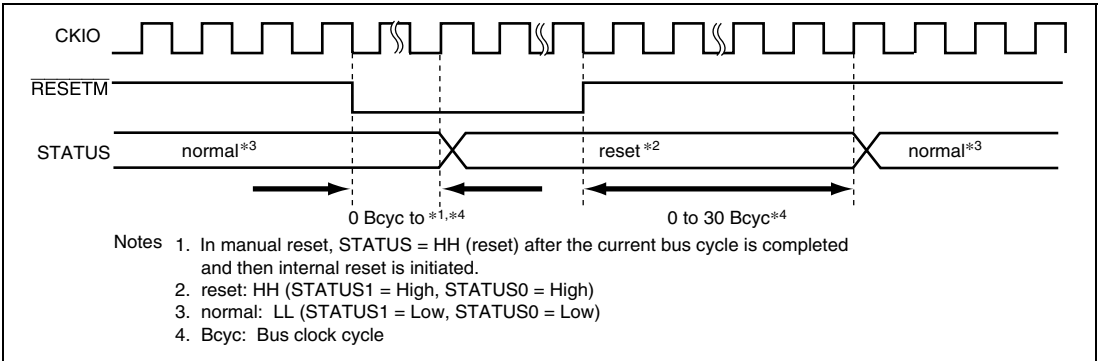 CKIO
RESETM
STATUS
normal*3
reset*2
normal*3
0 Bcyc to *1,*4
0 to 30 Bcyc*4
Notes 1. In manual reset, STATUS = HH (reset) after the current bus cycle is completed
and then internal reset is initiated.
2. reset: HH (STATUS1 = High, STATUS0 = High)
3. normal: LL (STATUS1 = Low, STATUS0 = Low)
4. Bcyc: Bus clock cycle